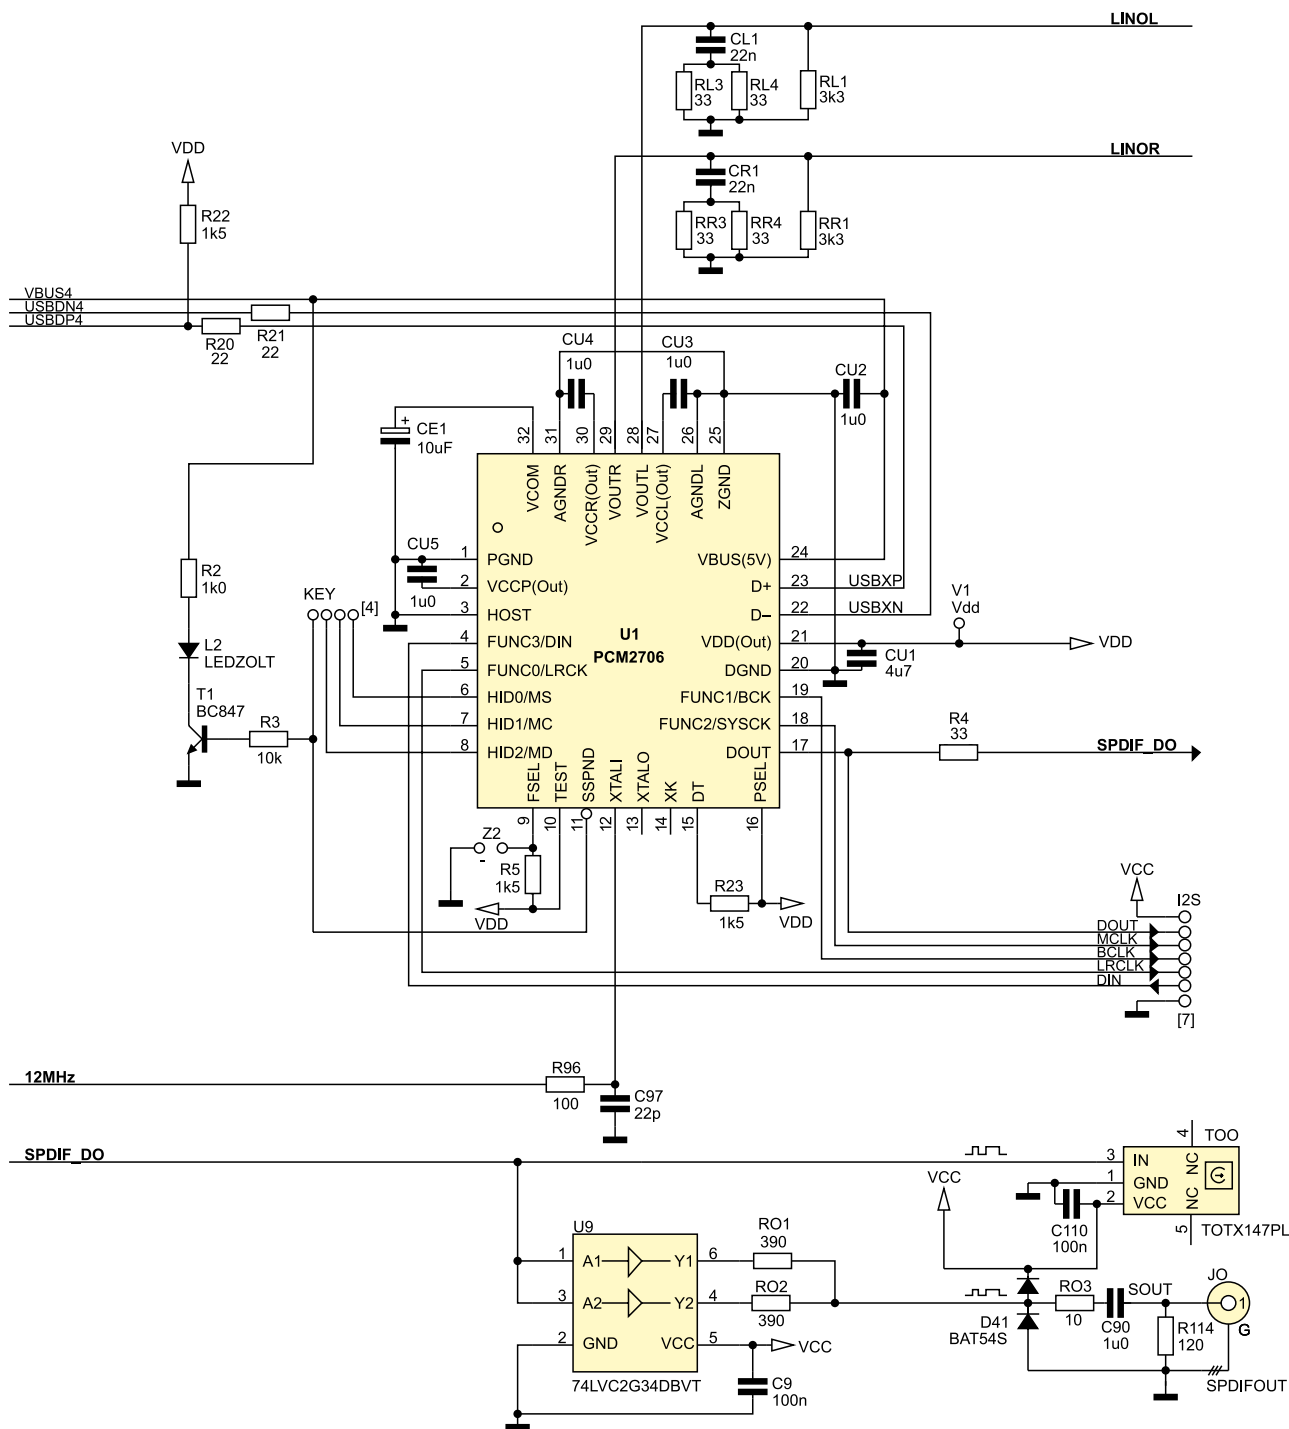 LINOL
CL1
22n
RL3
33
RL4
33
RL1
3k3
VDD
LINOR
CR1
22n
R22
1k5
RR3
33
RR4
33
RR1
3k3
VBUS4
USBDN4
USBDP4
R20
22
R21
22
CU4
1u0
CU3
1u0
CU2
1u0
+
CE1
10uF
32
31
30
29
28
27
26
25
VCOM
AGNDR
VCCR(Out)
VOUTR
VOUTL
VCCL(Out)
AGNDL
ZGND
CU5
1u0
1
PGND
2
VCCP(Out)
3
HOST
4
FUNC3/DIN
5
FUNC0/LRCK
6
HID0/MS
7
HID1/MC
8
HID2/MD
U1
PCM2706
VBUS(5V)
24
D+
23
USBXP
D–
22
USBXN
VDD(Out)
21
DGND
20
FUNC1/BCK
19
FUNC2/SYSCK
18
DOUT
17
V1
Vdd
VDD
CU1
4u7
R2
1k0
KEY
[4]
L2
LEDZOLT
T1
BC847
R3
10k
R4
33
SPDIF_DO
FSEL
TEST
SSPND
XTALI
XTALO
XK
DT
PSEL
9
10
11
12
13
14
15
16
Z2
-
R5
1k5
VDD
R23
1k5
VDD
VCC
I2S
DOUT
MCLK
BCLK
LRCLK
DIN
[7]
12MHz
R96
100
C97
22p
SPDIF_DO
4
TOO
3
IN
NC
1
GND
2
VCC
NC
5
TOTX147PL
VCC
C110
100n
U9
1
A1
Y1
6
3
A2
Y2
4
2
GND
VCC
5
74LVC2G34DBVT
RO1
390
RO2
390
VCC
C9
100n
D41
BAT54S
RO3
10
C90
1u0
SOUT
R114
120
JO
1
G
SPDIFOUT